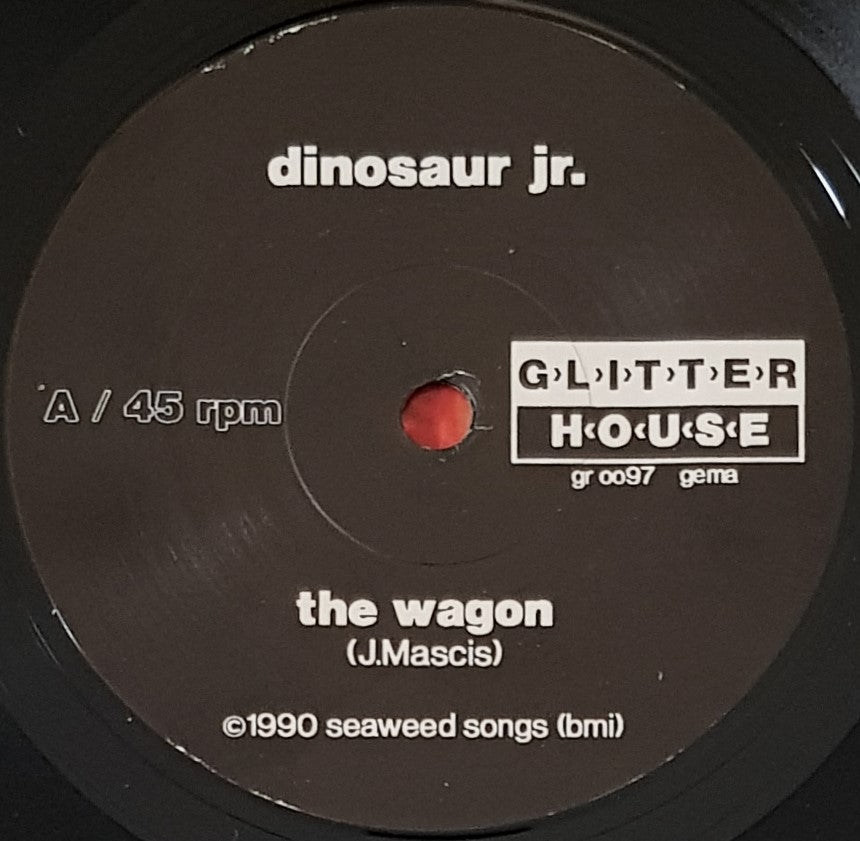 dinosaur jr.
A / 45 rpm
G›L›I›T›T›E›R
H‹O‹U‹S‹E
gr oo97 gema
the wagon
(J.Mascis)
©1990 seaweed songs (bmi)